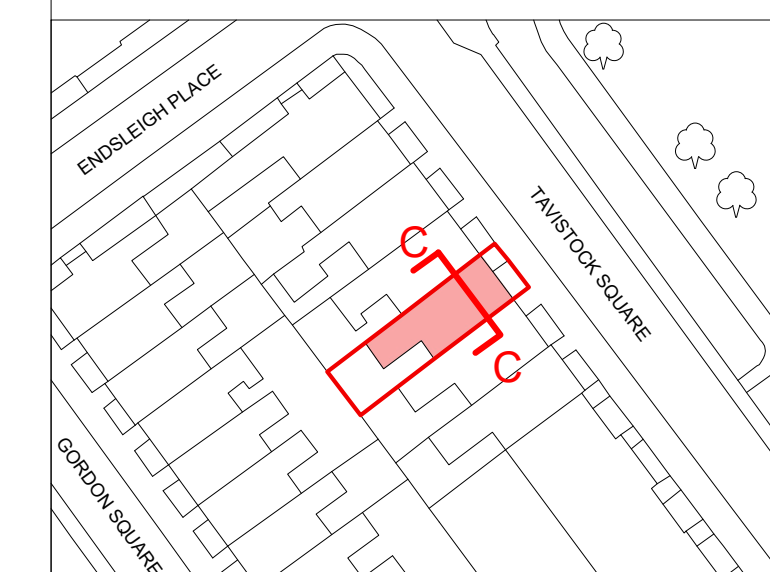 ENDSLEIGH PLACE
TAVISTOCK SQUARE
C
C
GORDON SQUARE